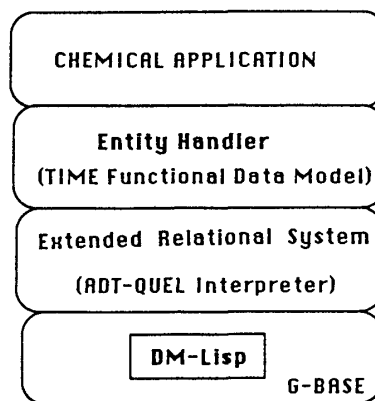 CHEMICAL APPLICATION
Entity Handler
(TIME Functional Data Model)
Extended Relational System
(ADT-QUEL Interpreter)
DM-Lisp
G-BASE